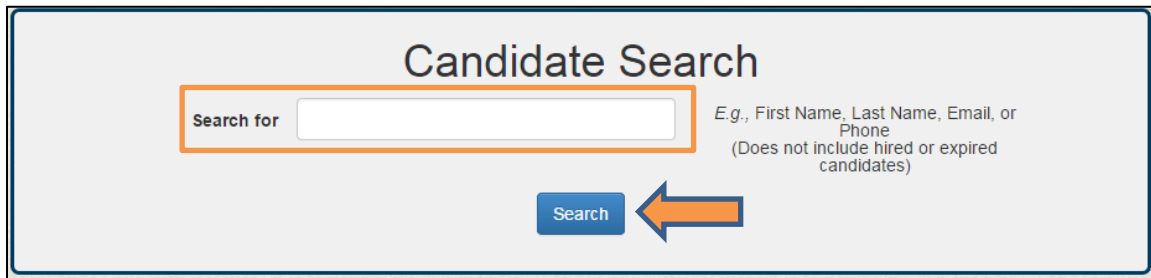 Candidate Search
Search for
E.g., First Name, Last Name, Email, or
Phone
(Does not include hired or expired
candidates)
Search